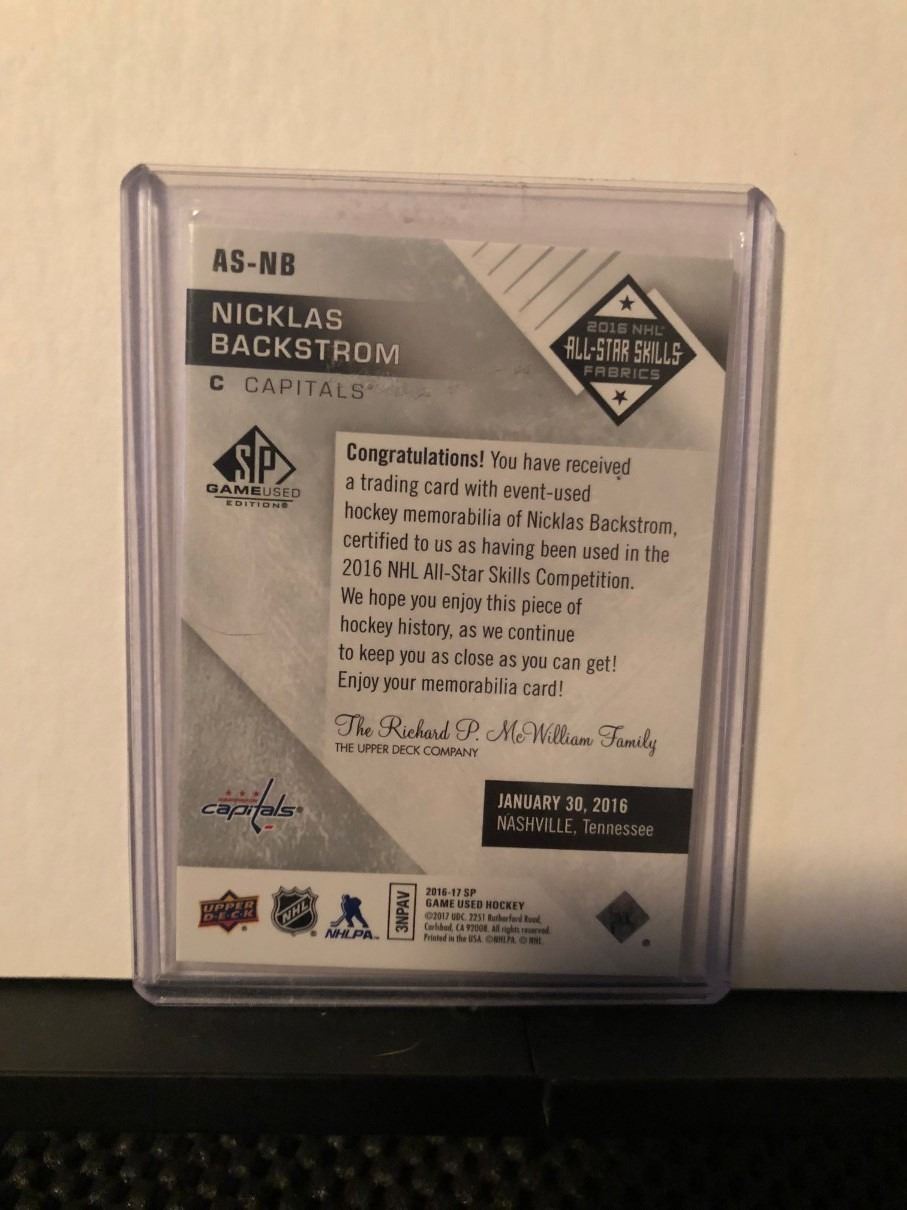 AS-NB
NICKLAS
BACKSTROM
C CAPITALS
2016 NHL
ALL-STAR SKILLS
FABRICS
SP
GAMEUSED
EDITION®
Congratulations! You have received
a trading card with event-used
hockey memorabilia of Nicklas Backstrom,
certified to us as having been used in the
2016 NHL All-Star Skills Competition.
We hope you enjoy this piece of
hockey history, as we continue
to keep you as close as you can get!
Enjoy your memorabilia card!
The Richard P. McWilliam Family
THE UPPER DECK COMPANY
capitals®
JANUARY 30, 2016
NASHVILLE, Tennessee
UPPER
D·E·C·K
NHL
NHLPA
3NPAV
2016-17 SP
GAME USED HOCKEY
©2017 UDC. 2251 Rutherford Road,
Carlsbad, CA 92008. All rights reserved.
Printed in the USA. ©NHLPA. © NHL.